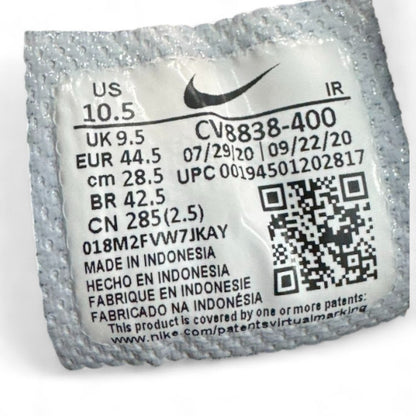 US IR
10.5 CV8838-400
UK 9.5 07/29/20 | 09/22/20
EUR 44.5 UPC 00194501202817
cm 28.5
BR 42.5
CN 285(2.5)
018M2FVW7JKAY
MADE IN INDONESIA
HECHO EN INDONESIA
FABRIQUE EN INDONESIE
FABRICADO NA INDONÉSIA
This product is covered by one or more patents:
www.nike.com/patentsvirtualmarking